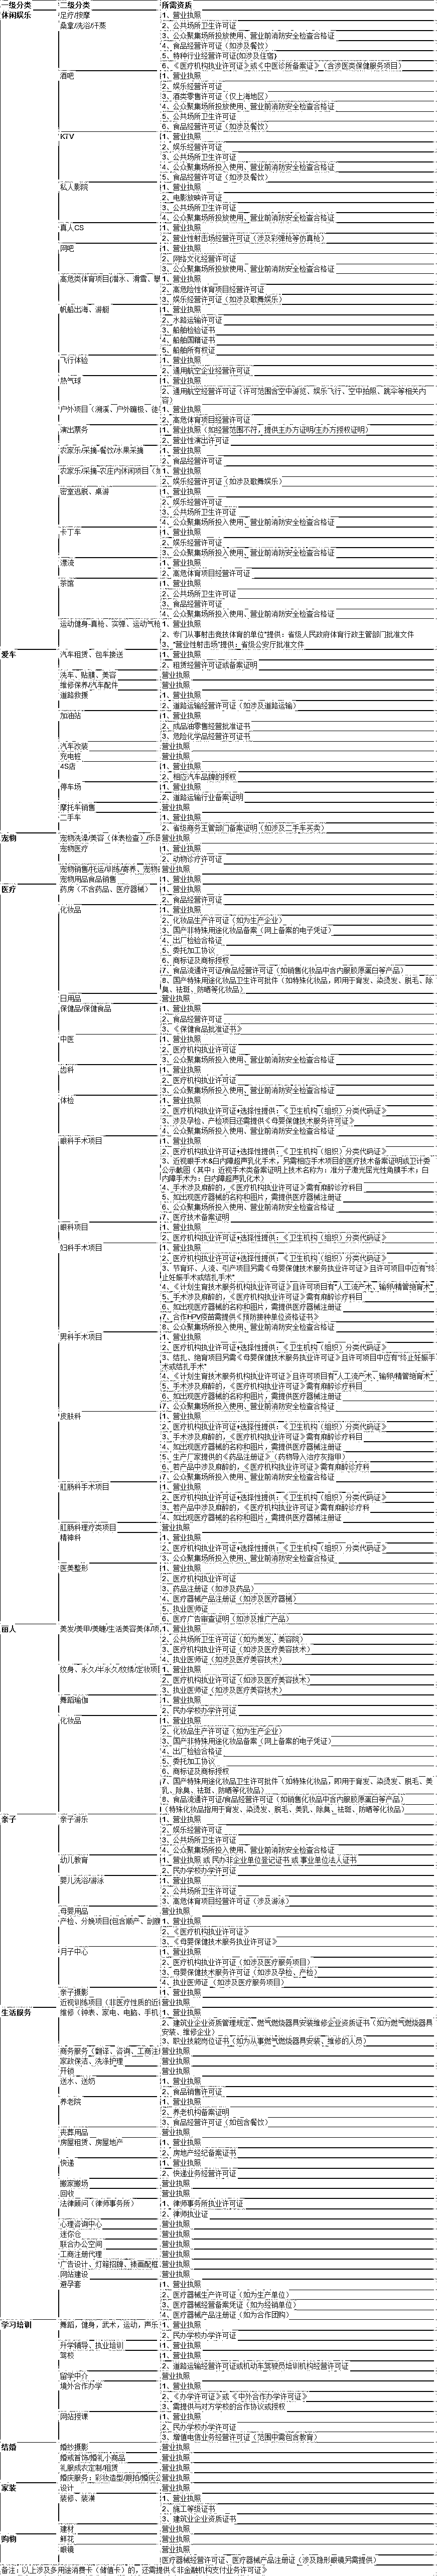 一级分类 二级分类 所需资质
休闲娱乐 足疗/按摩 1、营业执照
桑拿/洗浴/汗蒸 2、公共场所卫生许可证
3、公众聚集场所投放使用、营业前消防安全检查合格证
4、食品经营许可证（如涉及餐饮）
5、特种行业经营许可证(如涉及住宿)
6、《医疗机构执业许可证》或《中医诊所备案证》（含涉医类保健服务项目）
酒吧 1、营业执照
2、娱乐经营许可证
3、酒类零售许可证（仅上海地区）
4、公众聚集场所投放使用、营业前消防安全检查合格证
5、公共场所卫生许可证
6、食品经营许可证（如涉及餐饮）
KTV 1、营业执照
2、娱乐经营许可证
3、公共场所卫生许可证
4、公众聚集场所投入使用、营业前消防安全检查合格证
5、食品经营许可证（如涉及餐饮）
私人影院 1、营业执照
2、电影放映许可证
3、公共场所卫生许可证
4、公众聚集场所投放使用、营业前消防安全检查合格证
真人CS 1、营业执照
2、营业性射击场经营许可证（涉及彩弹枪等仿真枪）
网吧 1、营业执照
2、网络文化经营许可证
3、公众聚集场所投放使用、营业前消防安全检查合格证
高危类体育项目(潜水、滑雪、攀 1、营业执照
2、高危险性体育项目经营许可证
3、娱乐经营许可证（如涉及歌舞娱乐）
帆船出海、游艇 1、营业执照
2、水路运输许可证
3、船舶检验证书
4、船舶国籍证书
5、船舶所有权证
飞行体验 1、营业执照
2、通用航空企业经营许可证
热气球 1、营业执照
2、通用航空经营许可证（许可范围含空中游览、娱乐飞行、空中拍照、跳伞等相关内
容）
户外项目（溯溪、户外蹦极、徒 1、营业执照
2、高危体育项目经营许可证
演出票务 1、营业执照（如经营范围不符，提供主办方证明/主办方授权证明）
2、营业性演出许可证
农家乐/采摘-餐饮/水果采摘 1、营业执照
2、食品经营许可证
农家乐/采摘-农庄内休闲项目（如 1、营业执照
2、娱乐经营许可证（如涉及歌舞娱乐）
密室逃脱、桌游 1、营业执照
2、娱乐经营许可证
3、公共场所卫生许可证
4、公众聚集场所投入使用、营业前消防安全检查合格证
卡丁车 1、营业执照
2、娱乐经营许可证
3、公众聚集场所投入使用、营业前消防安全检查合格证
漂流 1、营业执照
2、高危体育项目经营许可证
茶馆 1、营业执照
2、公共场所卫生许可证
3、食品经营许可证
4、公众聚集场所投入使用、营业前消防安全检查合格证
运动健身-真枪、实弹、运动气枪 1、营业执照
2、专门从事射击竞技体育的单位"提供：省级人民政府体育行政主管部门批准文件
3、"营业性射击场"提供：省级公安厅批准文件
爱车 汽车租赁、包车接送 1、营业执照
2、租赁经营许可证或备案证明
洗车、贴膜、美容 营业执照
维修保养/汽车配件 营业执照
道路救援 1、营业执照
2、道路运输经营许可证（如涉及道路运输）
加油站 1、营业执照
2、成品油零售经营批准证书
3、危险化学品经营许可证书
汽车改装 营业执照
充电桩 营业执照
4S店 1、营业执照
2、相应汽车品牌的授权
停车场 1、营业执照
2、道路运输行业备案证明
摩托车销售 营业执照
二手车 1、营业执照
2、省级商务主管部门备案证明（如涉及二手车买卖）
宠物 宠物洗澡/美容（体表检查）/乐园 营业执照
宠物医疗 1、营业执照
2、动物诊疗许可证
宠物销售/托运/训练/寄养、宠物 营业执照
宠物用品食品销售 1、营业执照
医疗 药房（不含药品、医疗器械） 1、营业执照
2、食品经营许可证
化妆品 1、营业执照
2、化妆品生产许可证（如为生产企业）
3、国产非特殊用途化妆品备案（网上备案的电子凭证）
4、出厂检验合格证
5、委托加工协议
6、商标证及商标授权
7、食品流通许可证/食品经营许可证（如销售化妆品中含内服胶原蛋白等产品）
8、国产特殊用途化妆品卫生许可批件（如特殊化妆品，即用于育发、染烫发、脱毛、除
臭、祛斑、防晒等化妆品）
日用品 营业执照
保健品/保健食品 1、营业执照
2、食品经营许可证
3、《保健食品批准证书》
中医 1、营业执照
2、医疗机构执业许可证
3、公众聚集场所投入使用、营业前消防安全检查合格证
齿科 1、营业执照
2、医疗机构执业许可证
3、公众聚集场所投入使用、营业前消防安全检查合格证
体检 1、营业执照
2、医疗机构执业许可证+选择性提供：《卫生机构（组织）分类代码证》
3、涉及孕检、产检项目还需提供《母婴保健技术服务许可证》
4、公众聚集场所投入使用、营业前消防安全检查合格证
眼科手术项目 1、营业执照
2、医疗机构执业许可证+选择性提供：《卫生机构（组织）分类代码证》
3、近视眼手术&白内障超声乳化手术，只需相应手术项目的医疗技术备案证明或卫计委
公示截图（其中：近视手术类备案证明上技术名称为：准分子激光屈光性角膜手术；白
内障手术为：白内障超声乳化术）
4、手术涉及麻醉的，《医疗机构执业许可证》需有麻醉诊疗科目
5、如出现医疗器械的名称和图片，需提供医疗器械注册证
6、公众聚集场所投入使用、营业前消防安全检查合格证
7、医疗技术备案证明
眼科项目 1、营业执照
2、医疗机构执业许可证+选择性提供：《卫生机构（组织）分类代码证》
妇科手术项目 1、营业执照
2、医疗机构执业许可证+选择性提供：《卫生机构（组织）分类代码证》
3、节育环、人流、引产项目另需《母婴保健技术服务执业许可证》且许可项目中应有"终
止妊娠手术或结扎手术"
4、《计划生育技术服务机构执业许可证》且许可项目有"人工流产术、输卵/精管绝育术"
5、手术涉及麻醉的，《医疗机构执业许可证》需有麻醉诊疗科目
6、如出现医疗器械的名称和图片，需提供医疗器械注册证
7、合作HPV疫苗需提供《预防接种单位资格证书》
8、公众聚集场所投入使用、营业前消防安全检查合格证
男科手术项目 1、营业执照
2、医疗机构执业许可证+选择性提供：《卫生机构（组织）分类代码证》
3、结扎、绝育项目另需《母婴保健技术服务执业许可证》且许可项目中应有"终止妊娠手
术或结扎手术"
4、《计划生育技术服务机构执业许可证》且许可项目有"人工流产术、输卵/精管绝育术"
5、手术涉及麻醉的，《医疗机构执业许可证》需有麻醉诊疗科目
6、如出现医疗器械的名称和图片，需提供医疗器械注册证
7、公众聚集场所投入使用、营业前消防安全检查合格证
皮肤科 1、营业执照
2、医疗机构执业许可证+选择性提供：《卫生机构（组织）分类代码证》
3、手术涉及麻醉的，《医疗机构执业许可证》需有麻醉诊疗科目
4、如出现医疗器械的名称和图片，需提供医疗器械注册证
5、生产厂家提供的《药品注册证》（药物导入治疗灰指甲）
6、若产品中涉及麻醉的，《医疗机构执业许可证》需有麻醉诊疗科目
7、公众聚集场所投入使用、营业前消防安全检查合格证
肛肠科手术项目 1、营业执照
2、医疗机构执业许可证+选择性提供：《卫生机构（组织）分类代码证》
3、若产品中涉及麻醉的，《医疗机构执业许可证》需有麻醉诊疗科
4、如出现医疗器械的名称和图片，需提供医疗器械注册证
肛肠科理疗类项目 营业执照
精神科 1、营业执照
2、医疗机构执业许可证+选择性提供：《卫生机构（组织）分类代码证》
3、公众聚集场所投入使用、营业前消防安全检查合格证
医美整形 1、营业执照
2、医疗机构执业许可证
3、药品注册证（如涉及药品）
4、医疗器械产品注册证（如涉及医疗器械）
5、执业医师证
6、医疗广告审查证明（如涉及推广产品）
丽人 美发/美甲/美睫/生活美容美体/项 1、营业执照
2、公共场所卫生许可证（如为美发、美容院）
3、医疗机构执业许可证（如涉及医疗美容技术）
4、执业医师证（如涉及医疗美容技术）
纹身、永久/半永久/纹绣/定妆项目 1、营业执照
2、医疗机构执业许可证（如涉及医疗美容技术）
3、执业医师证（如涉及医疗美容技术）
舞蹈瑜伽 1、营业执照
2、民办学校办学许可证
化妆品 1、营业执照
2、化妆品生产许可证（如为生产企业）
3、国产非特殊用途化妆品备案（网上备案的电子凭证）
4、出厂检验合格证
5、委托加工协议
6、商标证及商标授权
7、国产特殊用途化妆品卫生许可批件（如特殊化妆品，即用于育发、染烫发、脱毛、美
乳、除臭、祛斑、防晒等化妆品）
8、食品流通许可证/食品经营许可证（如销售化妆品中含内服胶原蛋白等产品）
（特殊化妆品指用于育发、染烫发、脱毛、美乳、除臭、祛斑、防晒等化妆品）
亲子 亲子游乐 1、营业执照
2、娱乐经营许可证
3、公共场所卫生许可证
4、公众聚集场所投入使用、营业前消防安全检查合格证
幼儿教育 1、营业执照 或 民办非企业单位登记证书 或 事业单位法人证书
2、民办学校办学许可证
婴儿洗浴/游泳 1、营业执照
2、公共场所卫生许可证
3、高危体育项目经营许可证（涉及游泳）
母婴用品 营业执照
产检、分娩项目(包含顺产、剖腹 1、营业执照
2、《医疗机构执业许可证》
3、《母婴保健技术服务执业许可证》
月子中心 1、营业执照
2、医疗机构执业许可证（如涉及医疗服务项目）
3、母婴保健技术服务许可证（如涉及孕检、产检）
4、执业医师证 （如涉及医疗服务项目）
亲子摄影 1、营业执照
近视训练项目（非医疗性质的近视 营业执照
生活服务 维修（钟表、家电、电脑、手机 1、营业执照
2、建筑业企业资质管理规定、燃气燃烧器具安装维修企业资质证书（如为燃气燃烧器具
安装、维修企业）
3、职业技能岗位证书（如为从事燃气燃烧器具安装、维修的人员）
商务服务（翻译、咨询、工商注 营业执照
家政保洁、洗涤护理 营业执照
开锁 营业执照
送水、送奶 1、营业执照
2、食品销售许可证
养老院 1、营业执照
2、养老机构备案证明
3、食品经营许可证（如包含餐饮）
丧葬用品 营业执照
房屋租赁、房屋地产 1、营业执照
2、房地产经纪备案证书
快递 1、营业执照
2、快递业务经营许可证
搬家搬场 营业执照
回收 营业执照
法律顾问（律师事务所） 1、律师事务所执业许可证
2、律师执业证
心理咨询中心 营业执照
迷你仓 营业执照
联合办公空间 营业执照
工商注册代理 营业执照
广告设计、灯箱招牌、裱画配框 营业执照
网站建设 营业执照
避孕套 1、营业执照
2、医疗器械生产许可证（如为生产单位）
3、医疗器械经营备案凭证（如为经销单位）
4、医疗器械产品注册证（如为合作团购）
学习培训 舞蹈，健身，武术，运动，声乐 1、营业执照
2、民办学校办学许可证
升学辅导、执业培训 1、营业执照
驾校 1、营业执照
2、道路运输经营许可证或机动车驾驶员培训机构经营许可证
留学中介 营业执照
境外合作办学 1、营业执照
2、《办学许可证》或《中外合作办学许可证》
3、需提供与对方学校的合作协议或授权
网站授课 1、营业执照
2、民办学校办学许可证
3、增值电信业务经营许可证（范围中需包含教育）
结婚 婚纱摄影 营业执照
婚戒首饰/婚礼小商品 营业执照
礼服成衣定制/租赁 营业执照
婚庆服务：彩妆造型/跟拍/婚庆公 营业执照
家装 设计 营业执照
装修、装潢 1、营业执照
2、施工等级证书
3、建筑业企业资质证书
建材 营业执照
购物 鲜花 营业执照
眼镜 营业执照
医疗器械经营许可证、医疗器械产品注册证（涉及隐形眼镜另需提供）
备注：以上涉及多用途消费卡（储值卡）的，还需提供《非金融机构支付业务许可证》